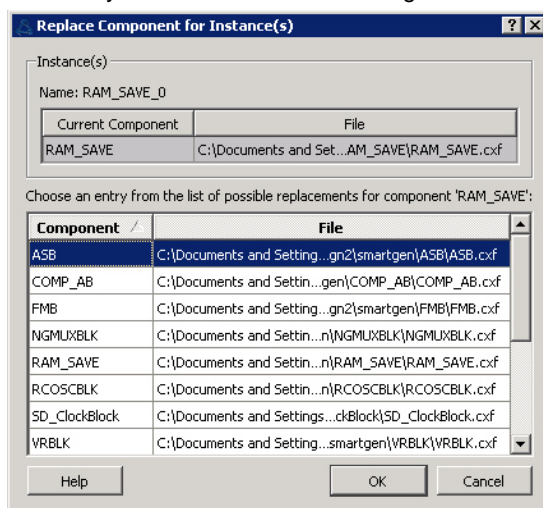 Replace Component for Instance(s)
Instance(s)
Name: RAM_SAVE_0
Current Component File
RAM_SAVE C:\Documents and Set...AM_SAVE\RAM_SAVE.cxf
Choose an entry from the list of possible replacements for component 'RAM_SAVE':
Component File
ASB C:\Documents and Setting...gn2\smartgen\ASB\ASB.cxf
COMP_AB C:\Documents and Settin...gen\COMP_AB\COMP_AB.cxf
FMB C:\Documents and Setting...gn2\smartgen\FMB\FMB.cxf
NGMUXBLK C:\Documents and Settin...n\NGMUXBLK\NGMUXBLK.cxf
RAM_SAVE C:\Documents and Settin...n\RAM_SAVE\RAM_SAVE.cxf
RCOSCBLK C:\Documents and Settin...n\RCOSCBLK\RCOSCBLK.cxf
SD_ClockBlock C:\Documents and Settings...ckBlock\SD_ClockBlock.cxf
VRBLK C:\Documents and Setting...smartgen\VRBLK\VRBLK.cxf
Help OK Cancel